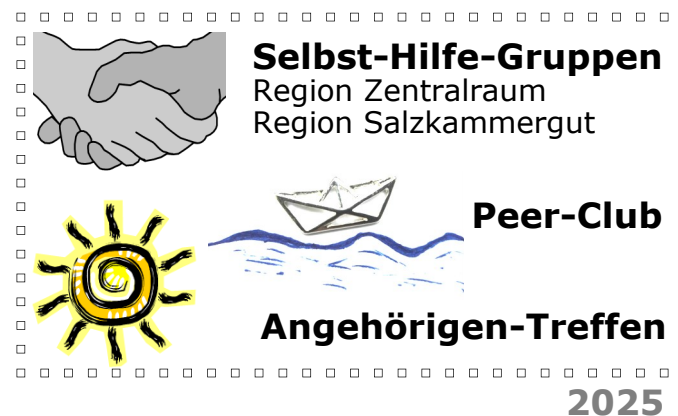 Selbst-Hilfe-Gruppen
Region Zentralraum
Region Salzkammergut
Peer-Club
Angehörigen-Treffen
2025